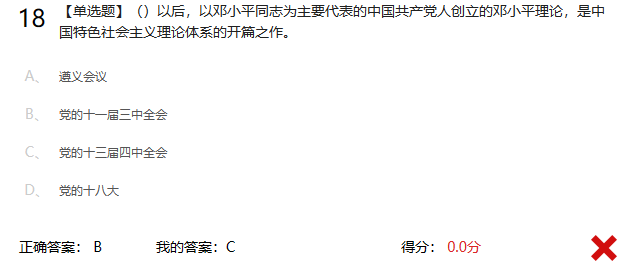 18 【单选题】（）以后，以邓小平同志为主要代表的中国共产党人创立的邓小平理论，是中
国特色社会主义理论体系的开篇之作。
A、 遵义会议
B、 党的十一届三中全会
C、 党的十三届四中全会
D、 党的十八大
正确答案： B 我的答案：C 得分： 0.0分